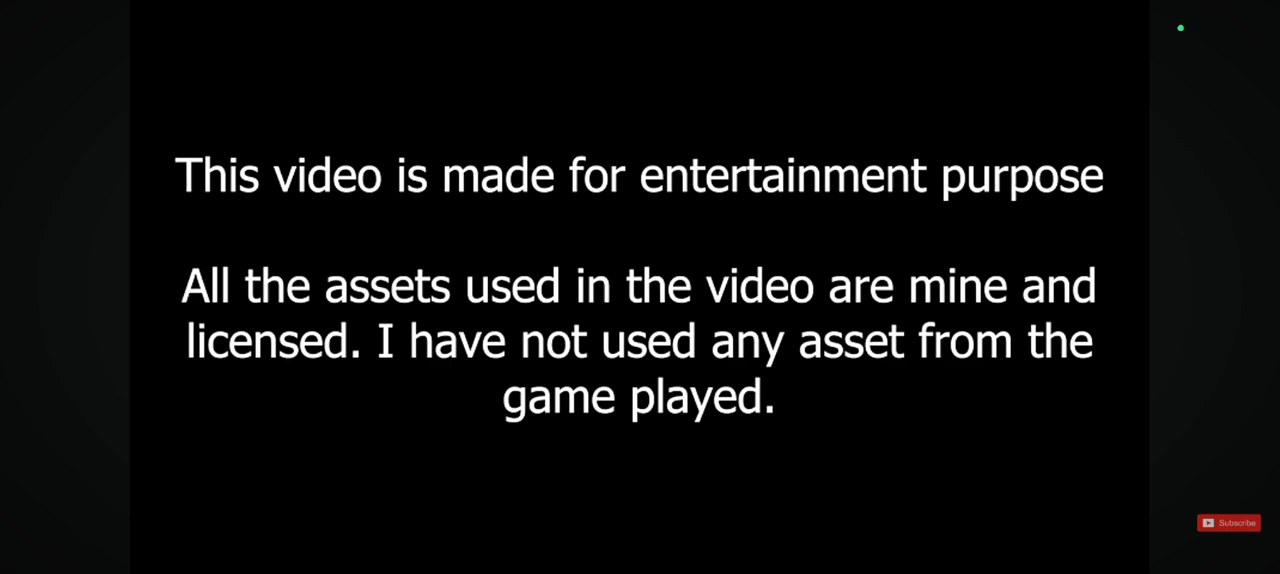 This video is made for entertainment purpose
All the assets used in the video are mine and
licensed. I have not used any asset from the
game played.
Subscribe